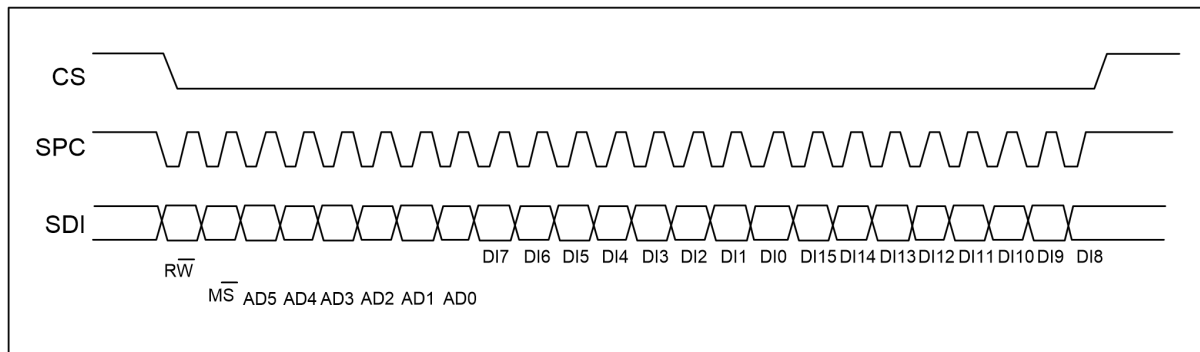 CS
SPC
SDI
DI7 DI6 DI5 DI4 DI3 DI2 DI1 DI0 DI15 DI14 DI13 DI12 DI11 DI10 DI9 DI8
RW̅
MS̅ AD5 AD4 AD3 AD2 AD1 AD0